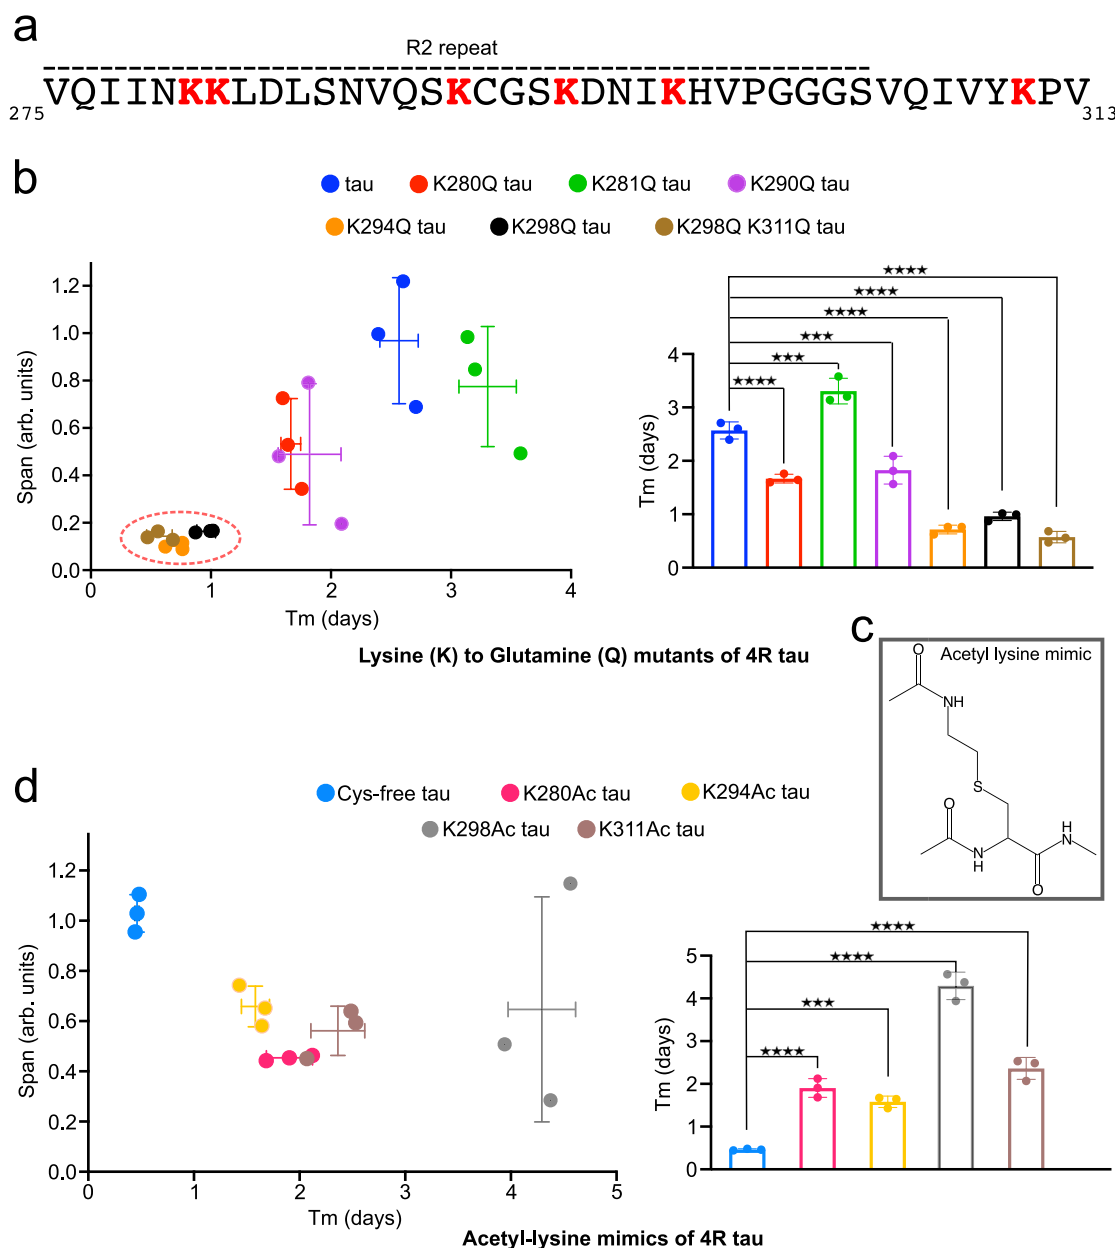 a
R2 repeat
VQIINKKLDLSNVQSKCGSKDNIKHVPGGGSVQIVYKPV
275
313
b
tau
K280Q tau
K281Q tau
K290Q tau
K294Q tau
K298Q tau
K298Q K311Q tau
Span (arb. units)
1.2
1.0
0.8
0.6
0.4
0.2
0.0
0
1
2
3
4
Tm (days)
Tm (days)
4
3
2
1
0
★★★★
★★★★
★★★★
★★★
★★★
★★★★
Lysine (K) to Glutamine (Q) mutants of 4R tau
c
Acetyl lysine mimic
O
NH
S
O
N
H
O
H
N
d
Cys-free tau
K280Ac tau
K294Ac tau
K298Ac tau
K311Ac tau
Span (arb. units)
1.2
1.0
0.8
0.6
0.4
0.2
0.0
0
1
2
3
4
5
Tm (days)
Tm (days)
5
4
3
2
1
0
★★★★
★★★★
★★★
★★★★
Acetyl-lysine mimics of 4R tau